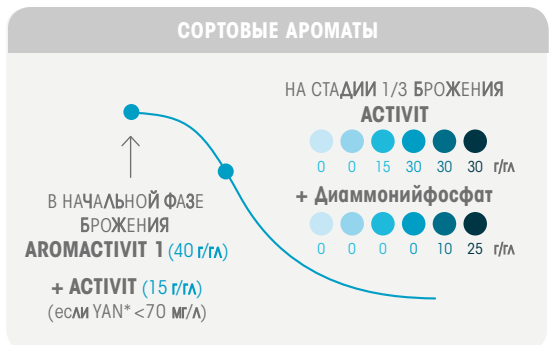 СОРТОВЫЕ АРОМАТЫ
НА СТАДИИ 1/3 БРОЖЕНИЯ
ACTIVIT
0 0 15 30 30 30 г/гл
+ Диаммонийфосфат
0 0 0 0 10 25 г/гл
В НАЧАЛЬНОЙ ФАЗЕ
БРОЖЕНИЯ
AROMACTIVIT 1 (40 г/гл)
+ ACTIVIT (15 г/гл)
(если YAN* <70 мг/л)